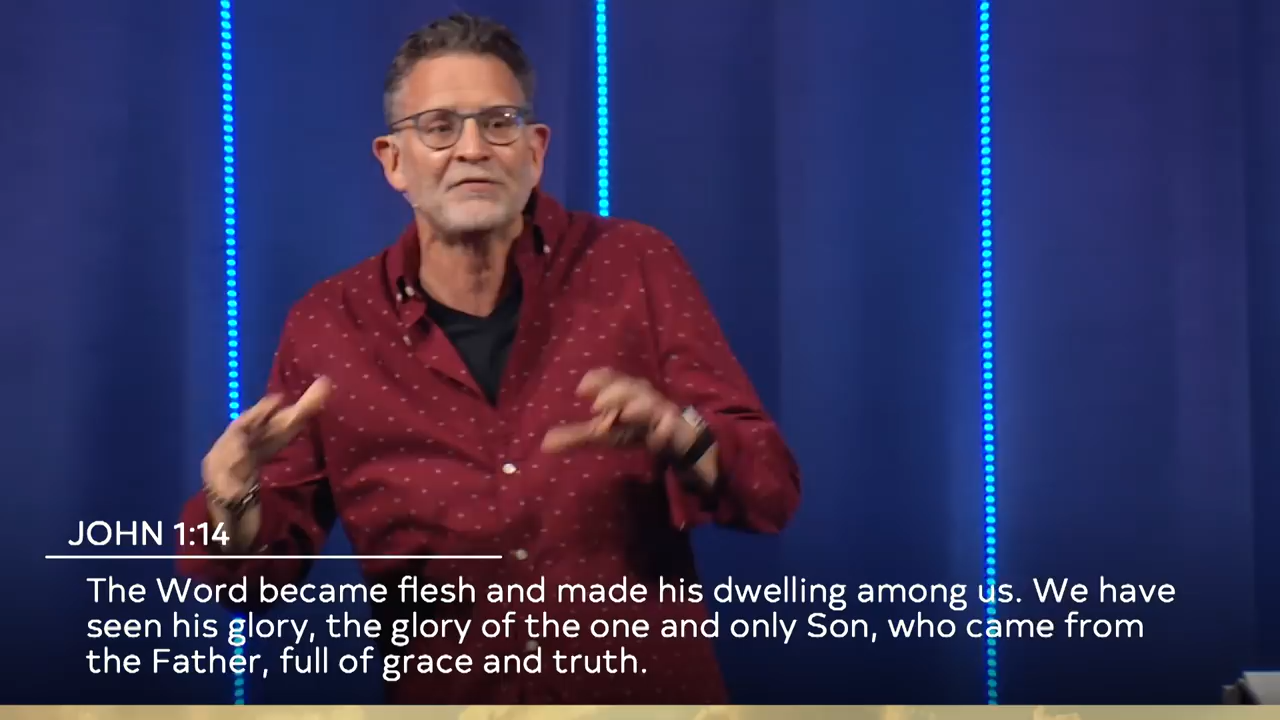 JOHN 1:14
The Word became flesh and made his dwelling among us. We have
seen his glory, the glory of the one and only Son, who came from
the Father, full of grace and truth.